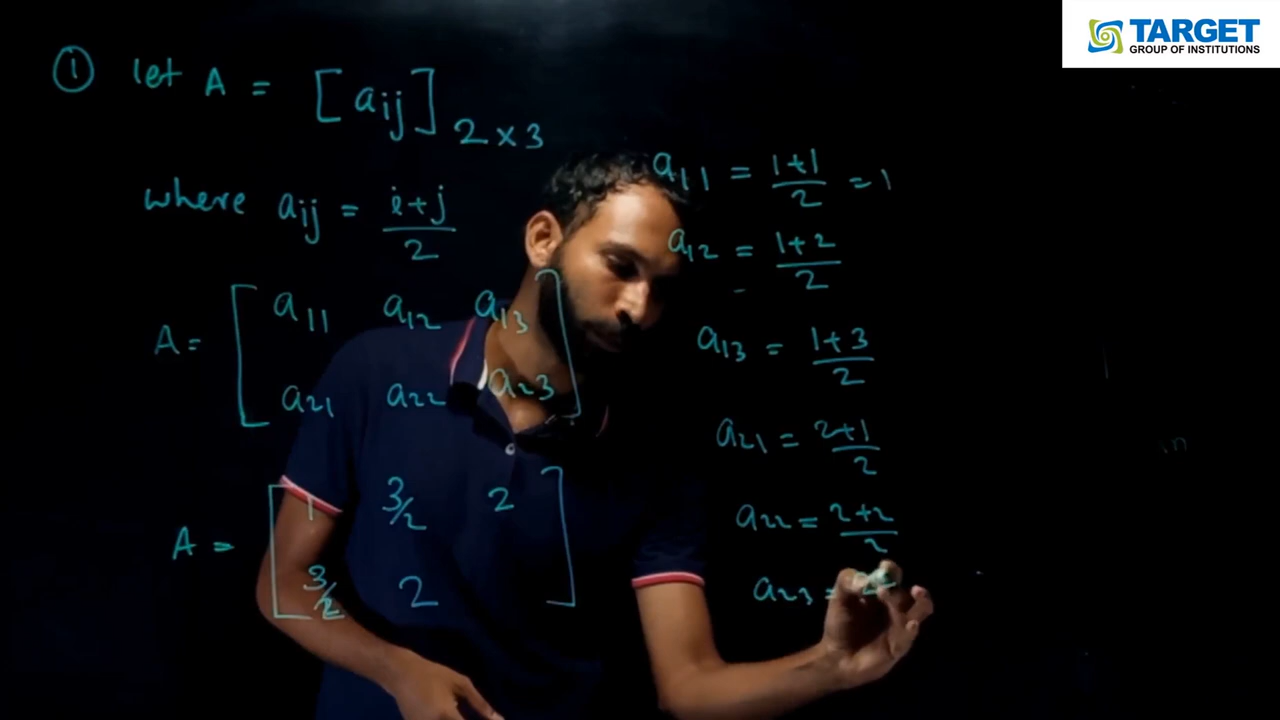 TARGET
GROUP OF INSTITUTIONS
① let A = [aij] 2×3
where aij = i+j/2
A = [a11 a12 a13
a21 a22 a23]
A = [1 3/2 2
3/2 2]
a11 = 1+1/2 = 1
a12 = 1+2/2
a13 = 1+3/2
a21 = 2+1/2
a22 = 2+2/2
a23 =